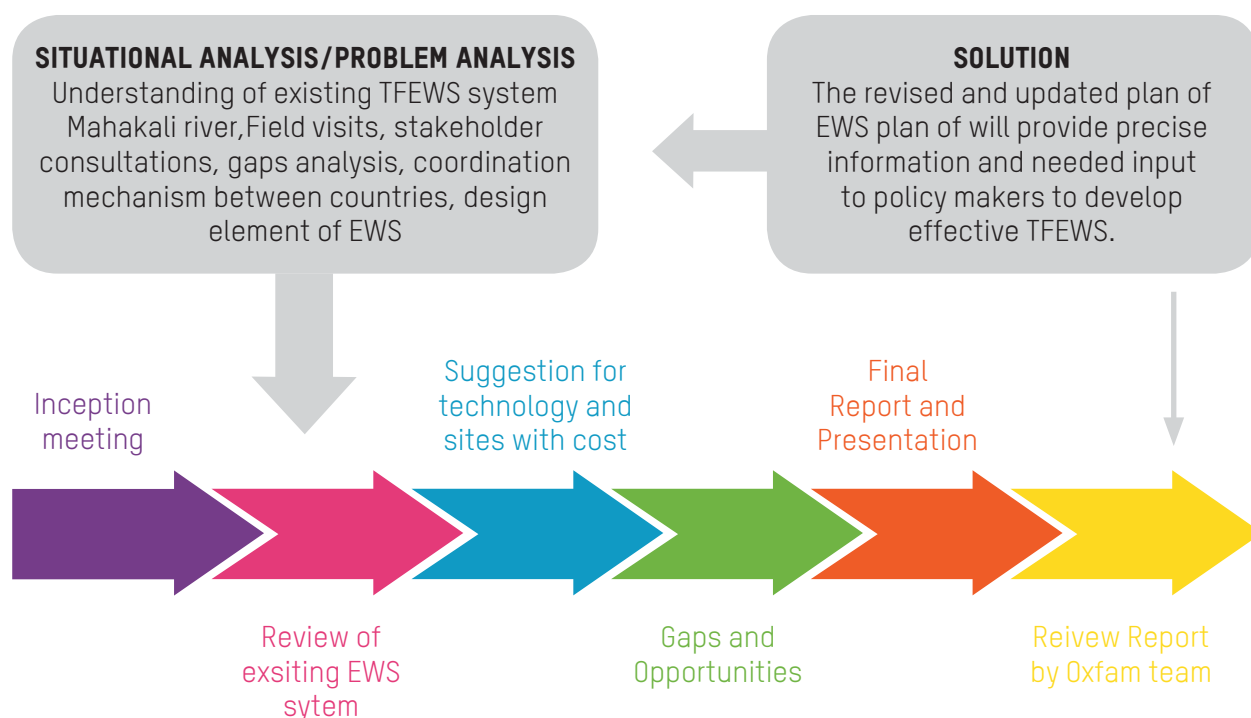 SITUATIONAL ANALYSIS/PROBLEM ANALYSIS
Understanding of existing TFEWS system
Mahakali river,Field visits, stakeholder
consultations, gaps analysis, coordination
mechanism between countries, design
element of EWS
SOLUTION
The revised and updated plan of
EWS plan of will provide precise
information and needed input
to policy makers to develop
effective TFEWS.
Inception
meeting
Suggestion for
technology and
sites with cost
Final
Report and
Presentation
Review of
exsiting EWS
sytem
Gaps and
Opportunities
Reivew Report
by Oxfam team